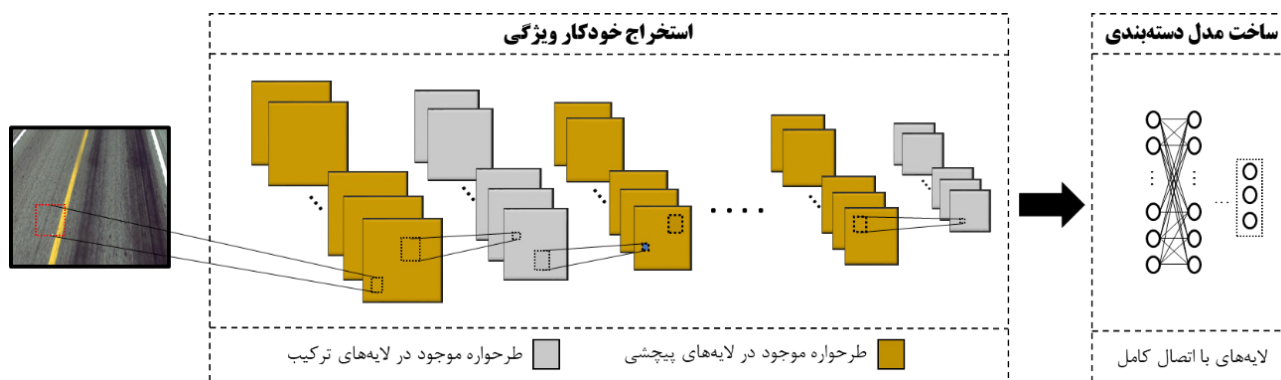 ساخت مدل دسته‌بندی
استخراج خودکار ویژگی
لایه‌های با اتصال کامل
طرحواره موجود در لایه‌های پیچشی
طرحواره موجود در لایه‌های ترکیب